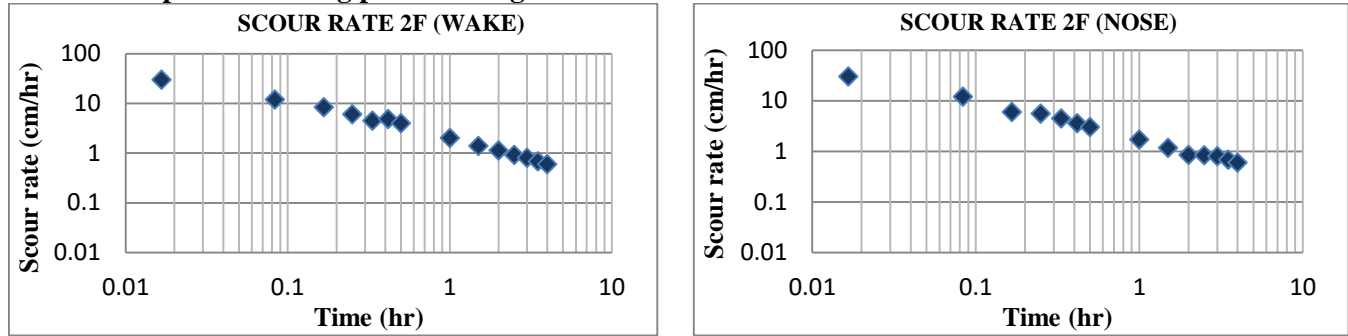 SCOUR RATE 2F (WAKE)
100
10
1
0.1
0.01
0.01 0.1 1 10
Scour rate (cm/hr)
Time (hr)
SCOUR RATE 2F (NOSE)
100
10
1
0.1
0.01
0.01 0.1 1 10
Scour rate (cm/hr)
Time (hr)